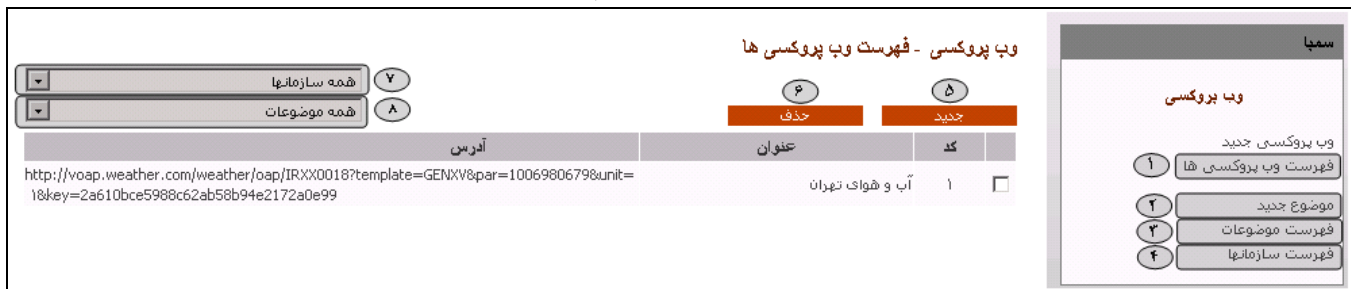 سمبا
وب پروکسی
وب پروکسی جدید
فهرست وب پروکسی ها ۱
موضوع جدید ۲
فهرست موضوعات ۳
فهرست سازمانها ۴
وب پروکسی - فهرست وب پروکسی ها
۵ ۶
جدید حذف
همه سازمانها ۷
همه موضوعات ۸
کد عنوان آدرس
۱ آب و هوای تهران
http://voap.weather.com/weather/oap/IRXX0018?template=GENXV&par=1006980679&unit=
1&key=2a610bce5988c62ab58b94e2172a0e99